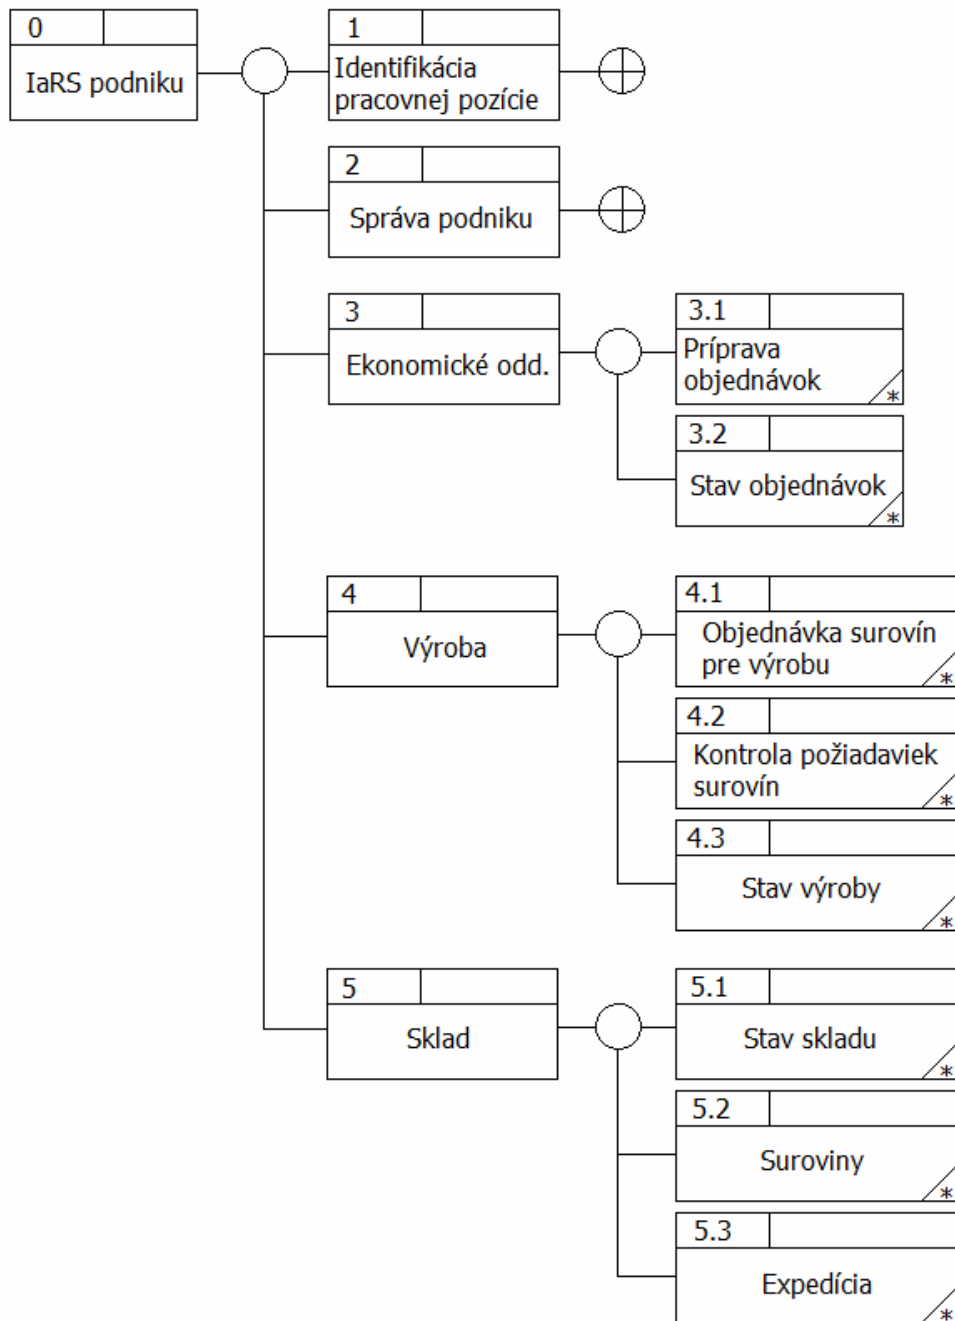 0
IaRS podniku
1
Identifikácia
pracovnej pozície
2
Správa podniku
3
Ekonomické odd.
3.1
Príprava
objednávok
*
3.2
Stav objednávok
*
4
Výroba
4.1
Objednávka surovín
pre výrobu
*
4.2
Kontrola požiadaviek
surovín
*
4.3
Stav výroby
*
5
Sklad
5.1
Stav skladu
*
5.2
Suroviny
*
5.3
Expedícia
*